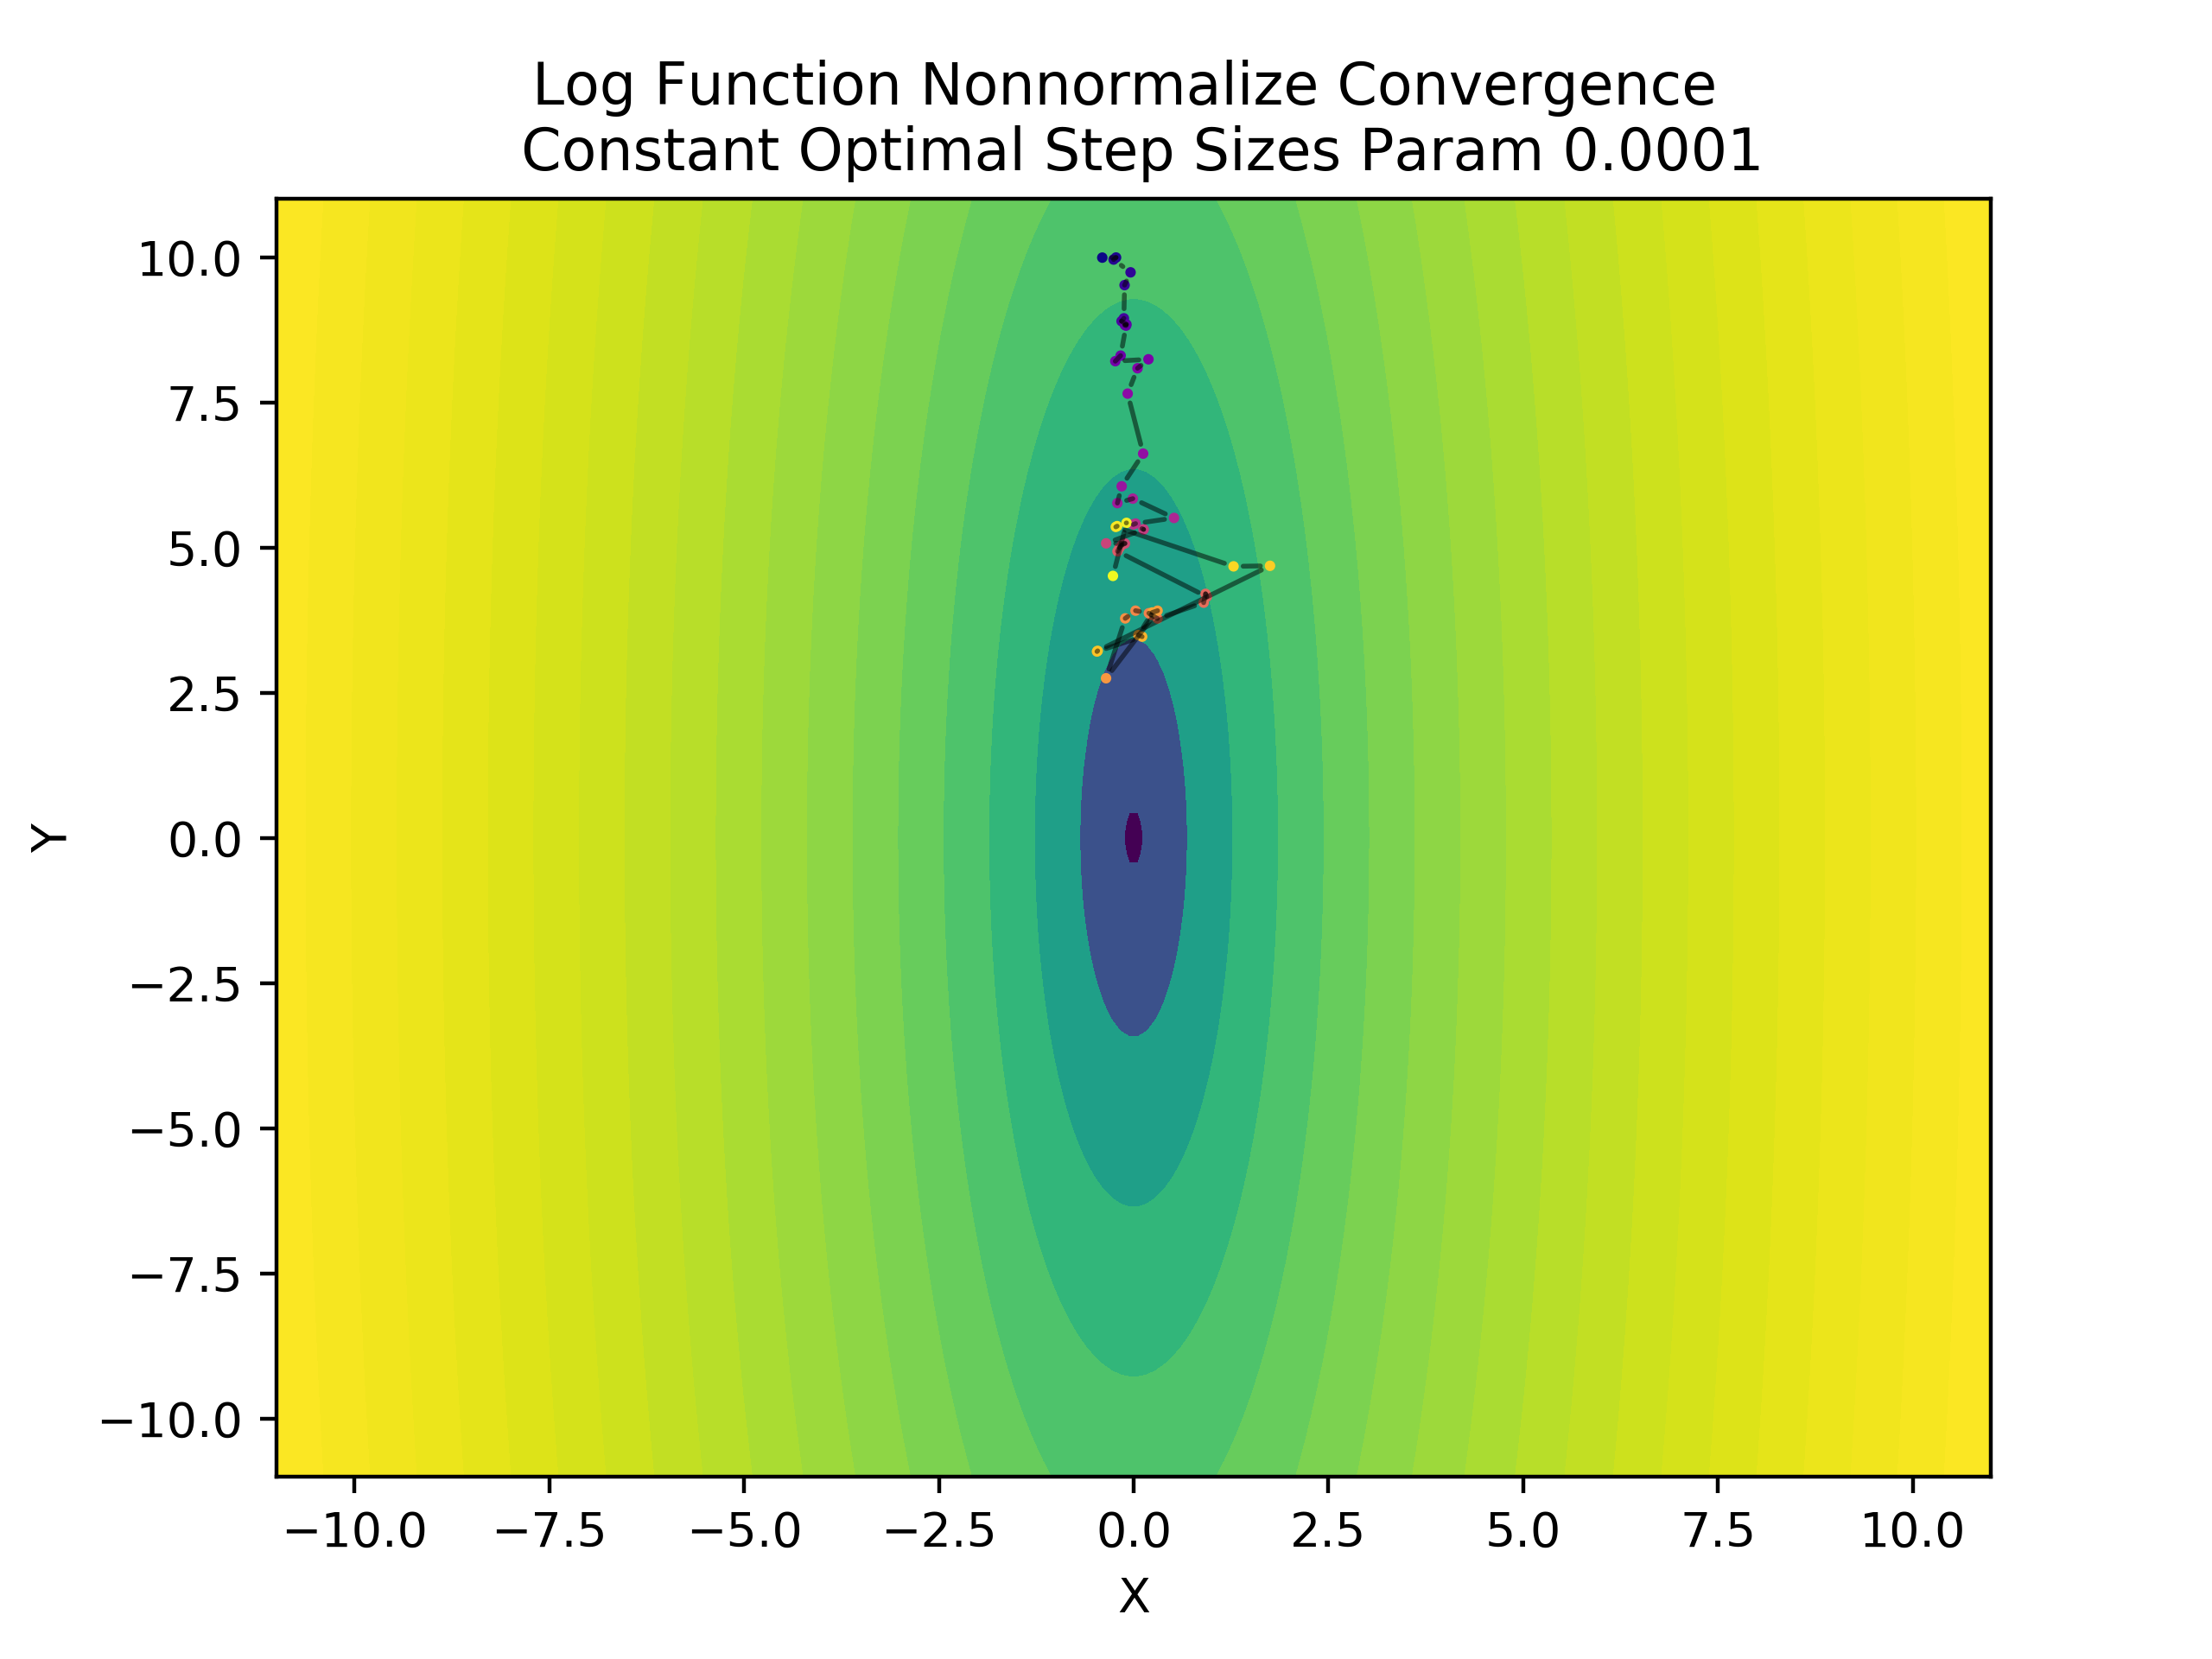 Log Function Nonnormalize Convergence
Constant Optimal Step Sizes Param 0.0001
10.0
7.5
5.0
2.5
0.0
−2.5
−5.0
−7.5
−10.0
Y
−10.0 −7.5 −5.0 −2.5 0.0 2.5 5.0 7.5 10.0
X